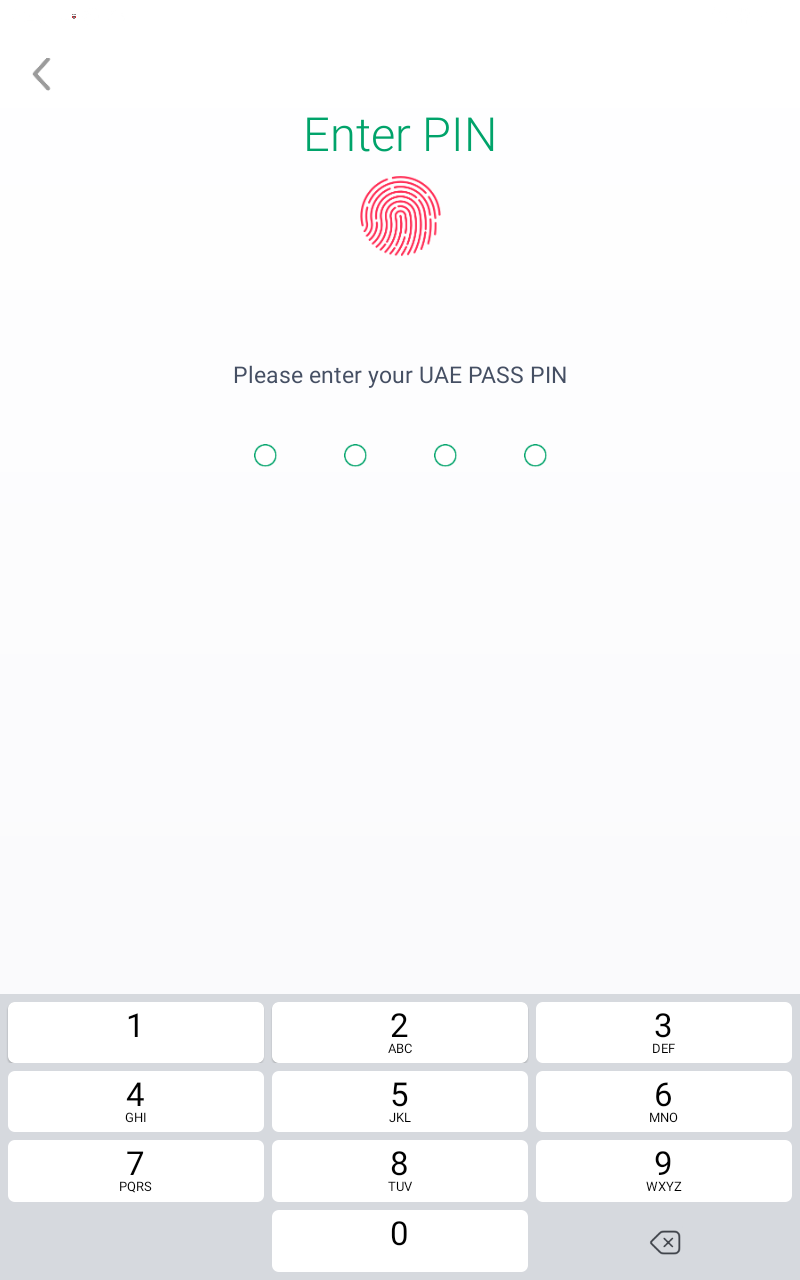 Enter PIN
Please enter your UAE PASS PIN
1
2
ABC
3
DEF
4
GHI
5
JKL
6
MNO
7
PQRS
8
TUV
9
WXYZ
0